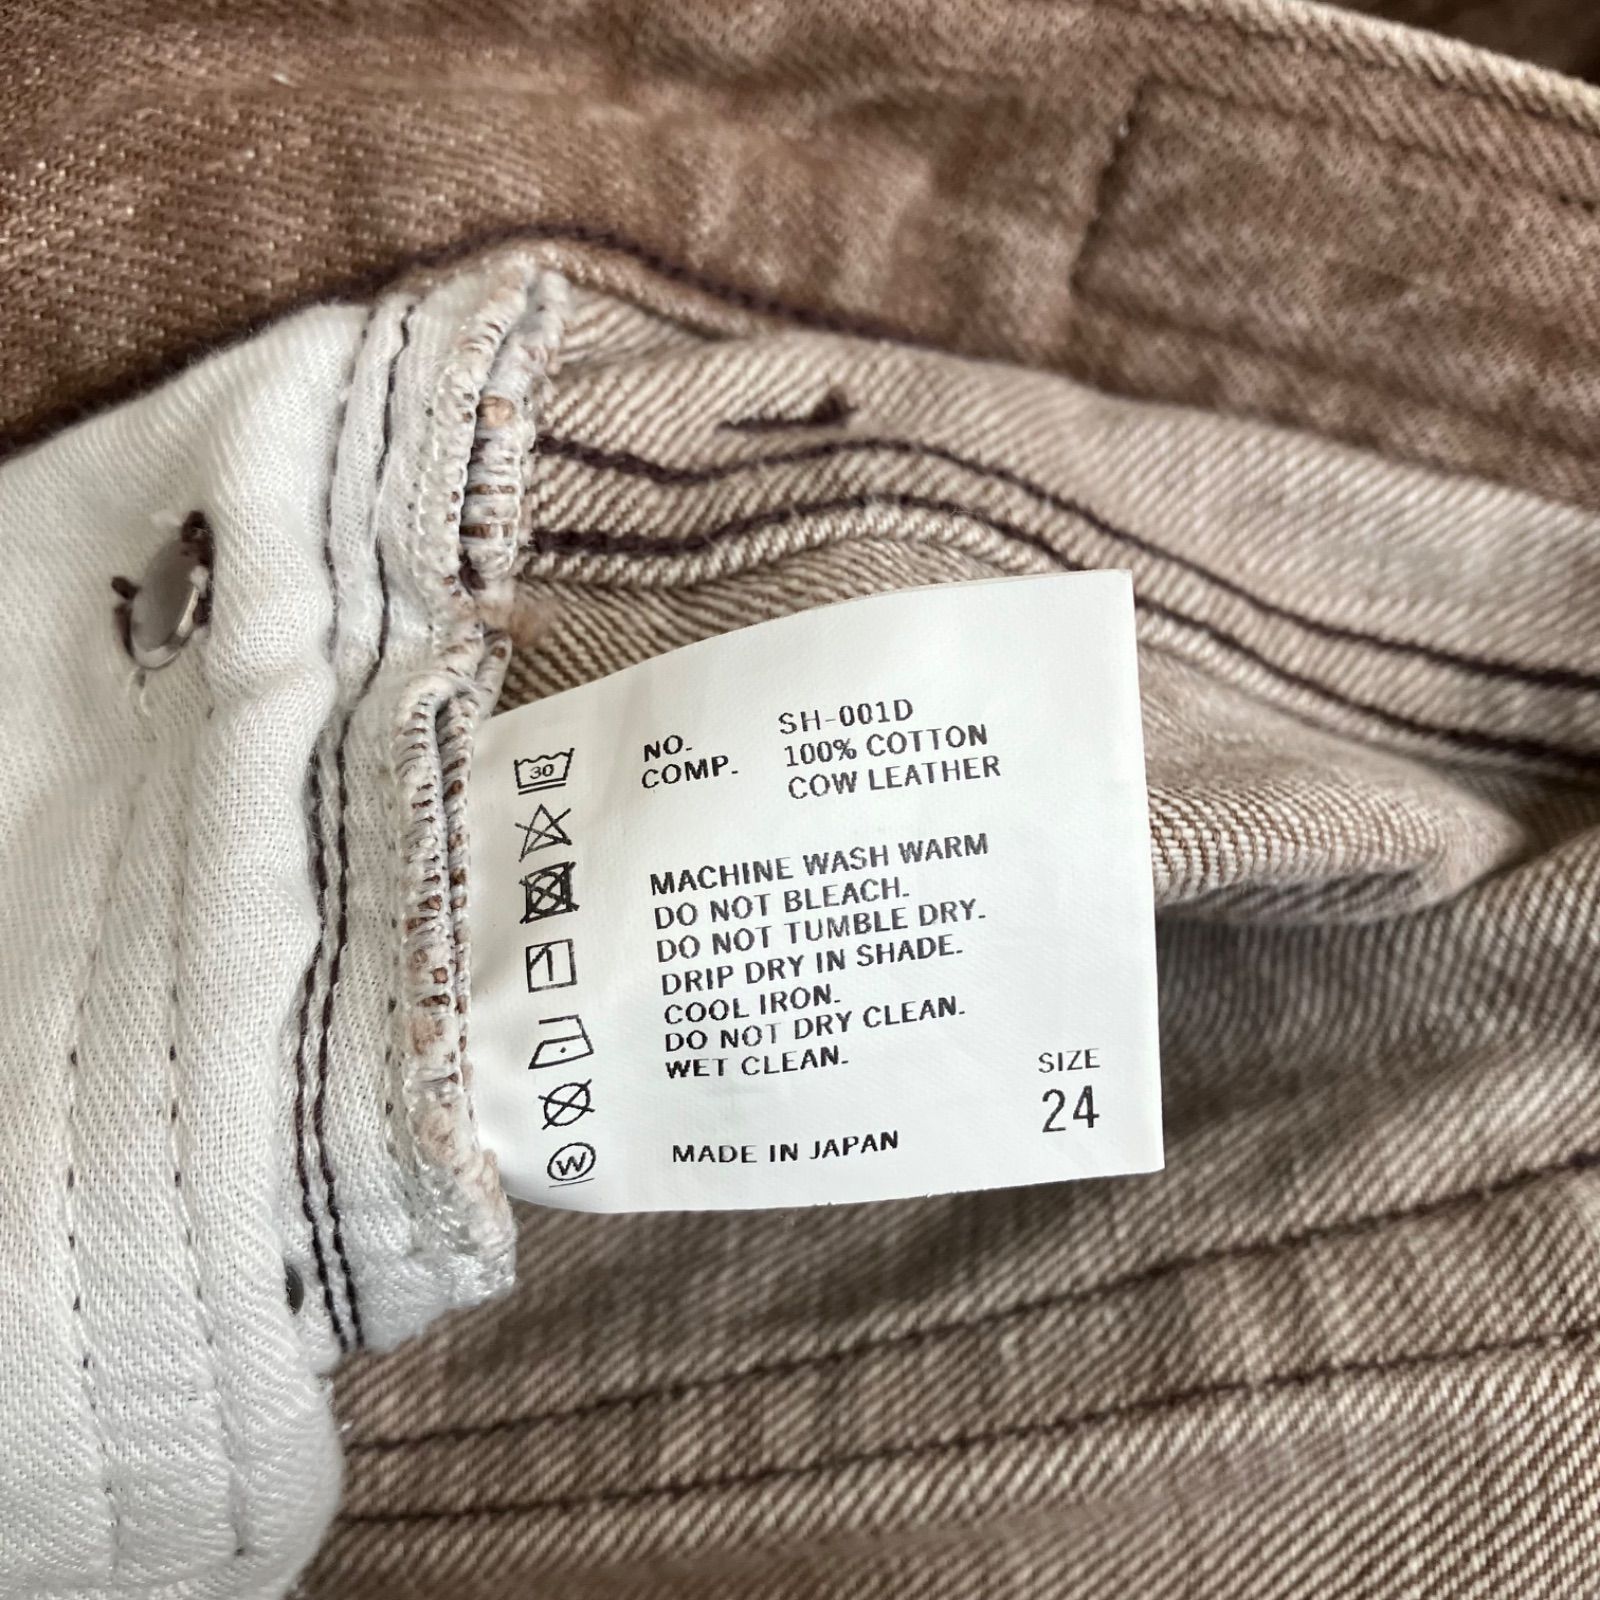 NO. SH-001D
COMP. 100% COTTON
COW LEATHER
30
MACHINE WASH WARM
DO NOT BLEACH.
DO NOT TUMBLE DRY.
DRIP DRY IN SHADE.
COOL IRON.
DO NOT DRY CLEAN.
WET CLEAN.
W
SIZE
24
MADE IN JAPAN